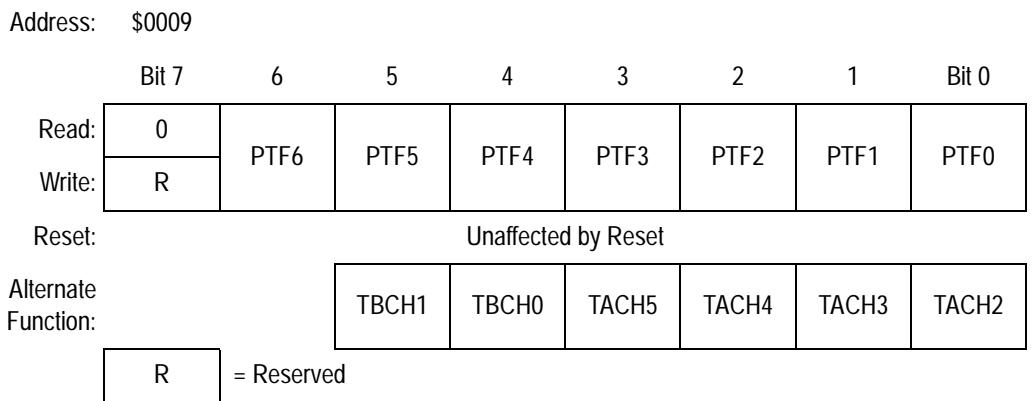 Address: $0009
Bit 7 6 5 4 3 2 1 Bit 0
Read: 0 PTF6 PTF5 PTF4 PTF3 PTF2 PTF1 PTF0
Write: R
Reset: Unaffected by Reset
Alternate Function: TBCH1 TBCH0 TACH5 TACH4 TACH3 TACH2
R = Reserved